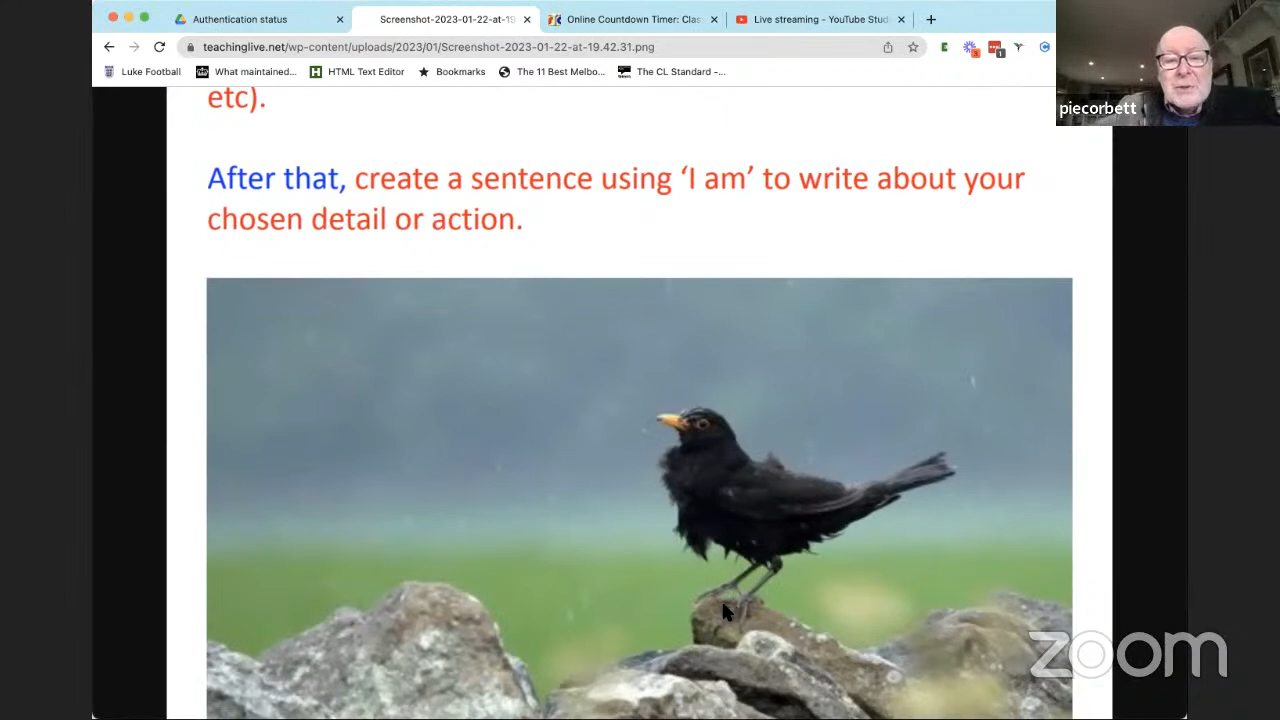 Authentication status
Screenshot-2023-01-22-at-19
Online Countdown Timer: Clas
Live streaming - YouTube Stud
teachinglive.net/wp-content/uploads/2023/01/Screenshot-2023-01-22-at-19.42.31.png
Luke Football
What maintained...
HTML Text Editor
Bookmarks
The 11 Best Melbo...
The CL Standard -...
piecorbett
etc).
After that, create a sentence using ‘I am’ to write about your
chosen detail or action.
zoom